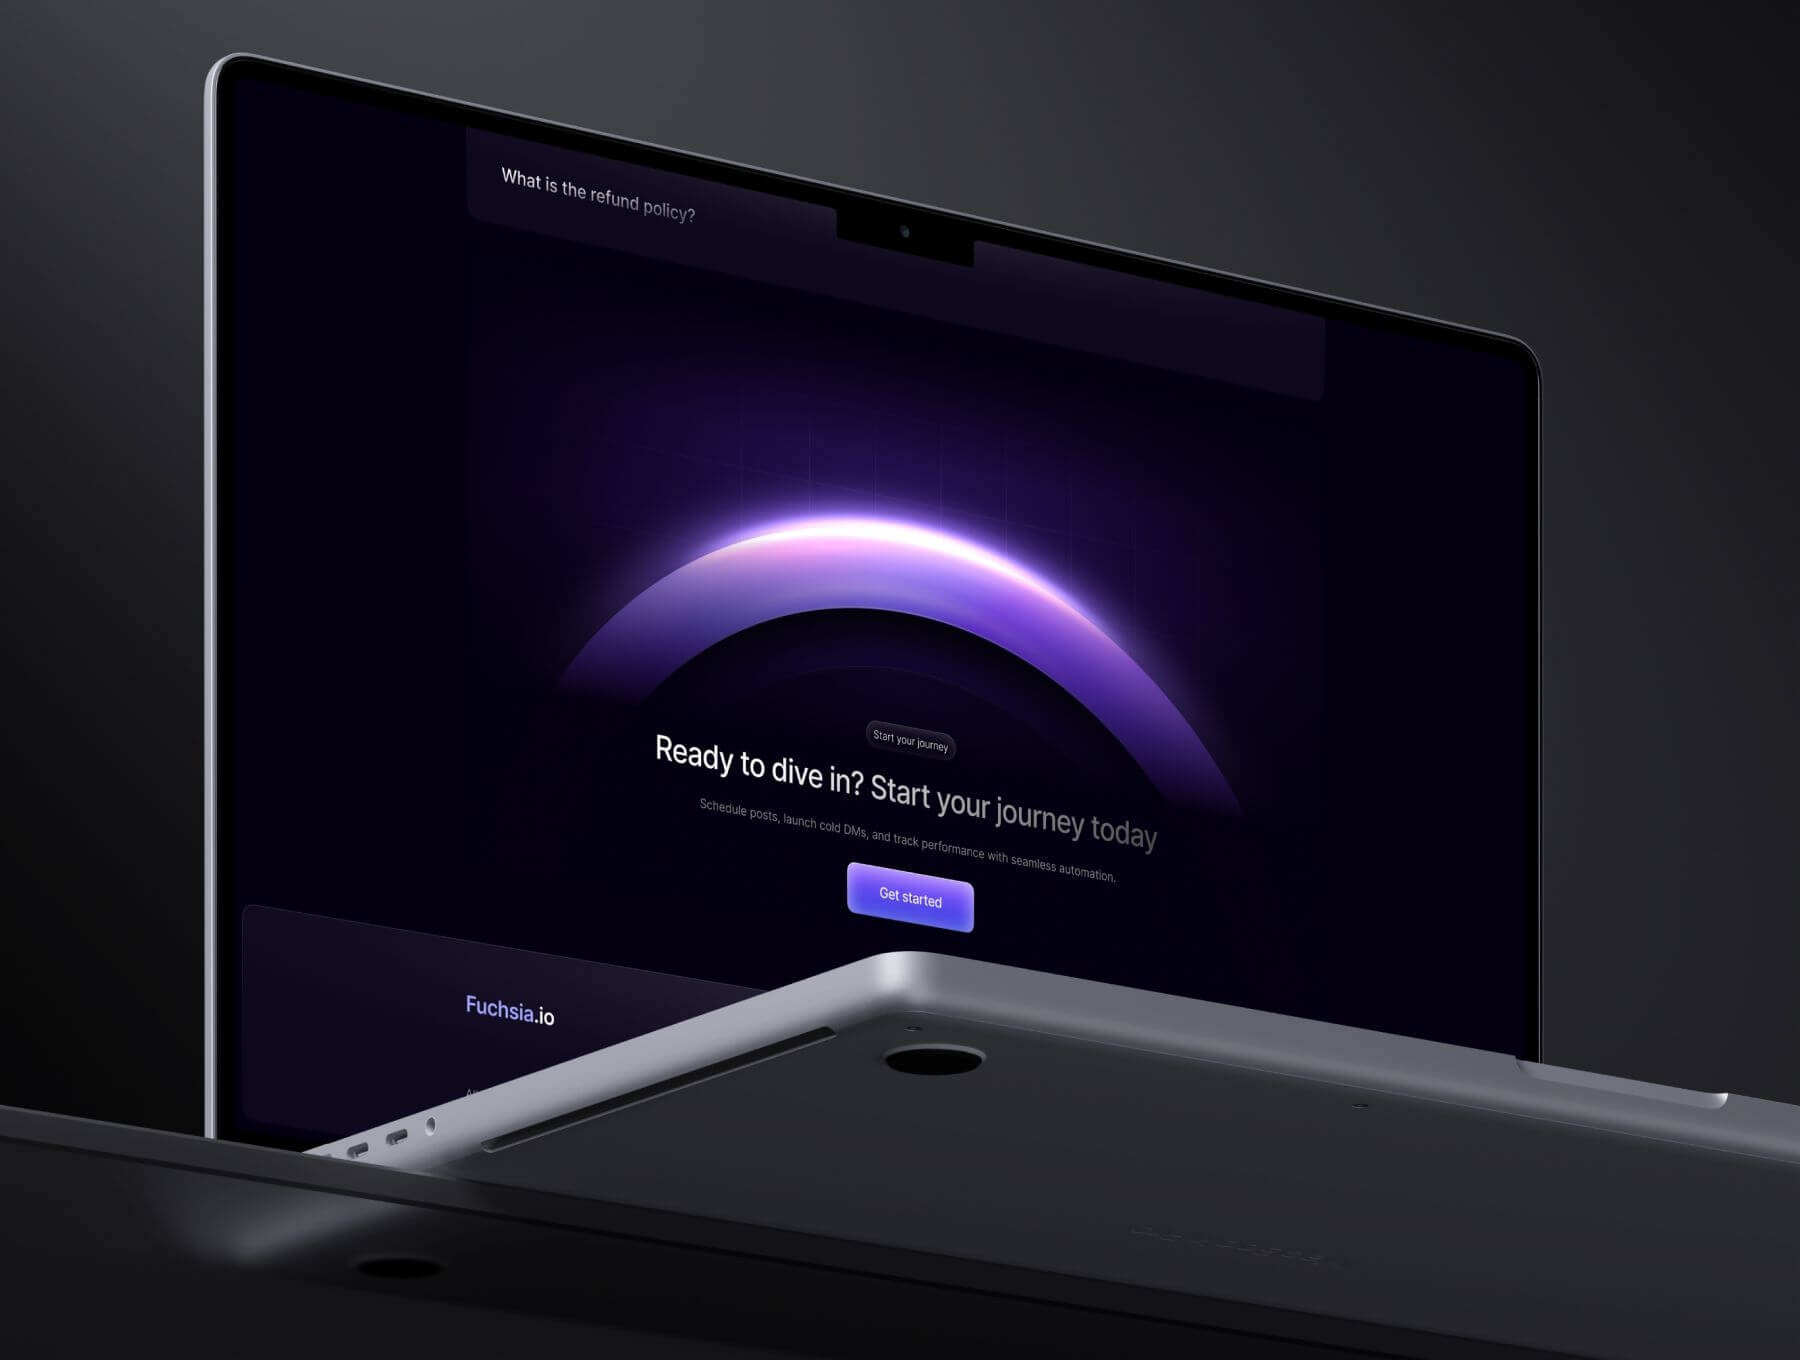 What is the refund policy?
Start your journey
Ready to dive in? Start your journey today
Schedule posts, launch cold DMs, and track performance with seamless automation.
Get started
Fuchsia.io